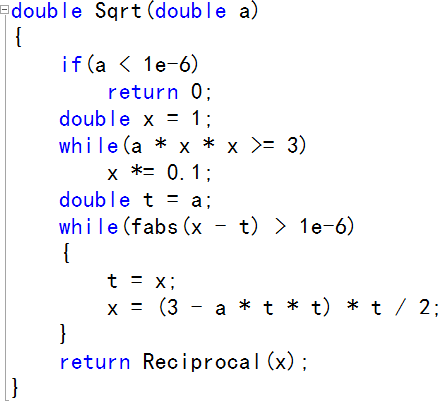 double Sqrt(double a)
{
    if(a < 1e-6)
        return 0;
    double x = 1;
    while(a * x * x >= 3)
        x *= 0.1;
    double t = a;
    while(fabs(x - t) > 1e-6)
    {
        t = x;
        x = (3 - a * t * t) * t / 2;
    }
    return Reciprocal(x);
}